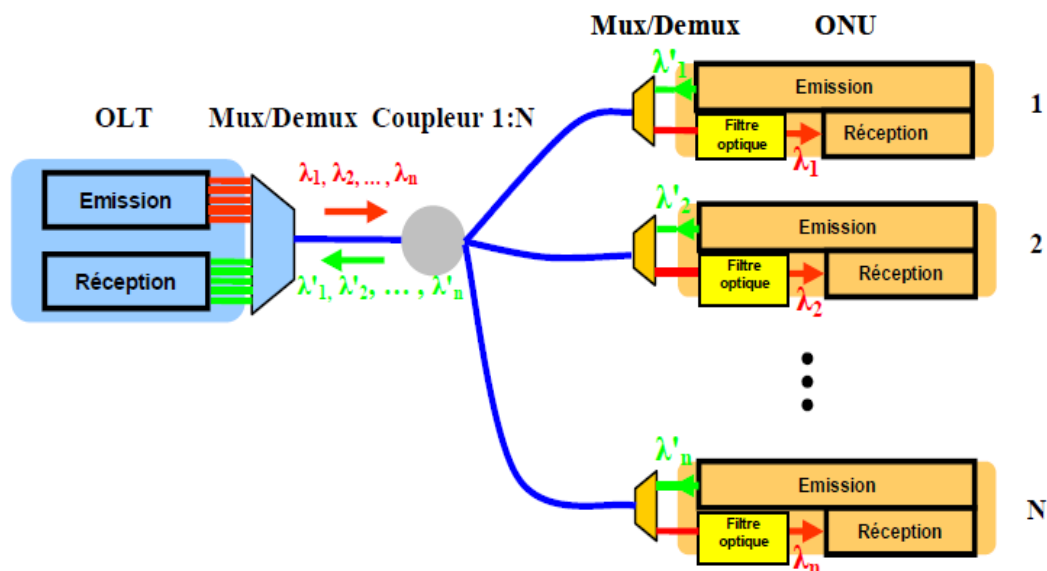 Mux/Demux ONU
OLT Mux/Demux Coupleur 1:N
λ'1
Emission
1
Filtre optique
Réception
λ1
Emission
Réception
λ1, λ2, ... , λn
λ'1, λ'2, ... , λ'n
λ'2
Emission
2
Filtre optique
Réception
λ2
λ'n
Emission
N
Filtre optique
Réception
λn